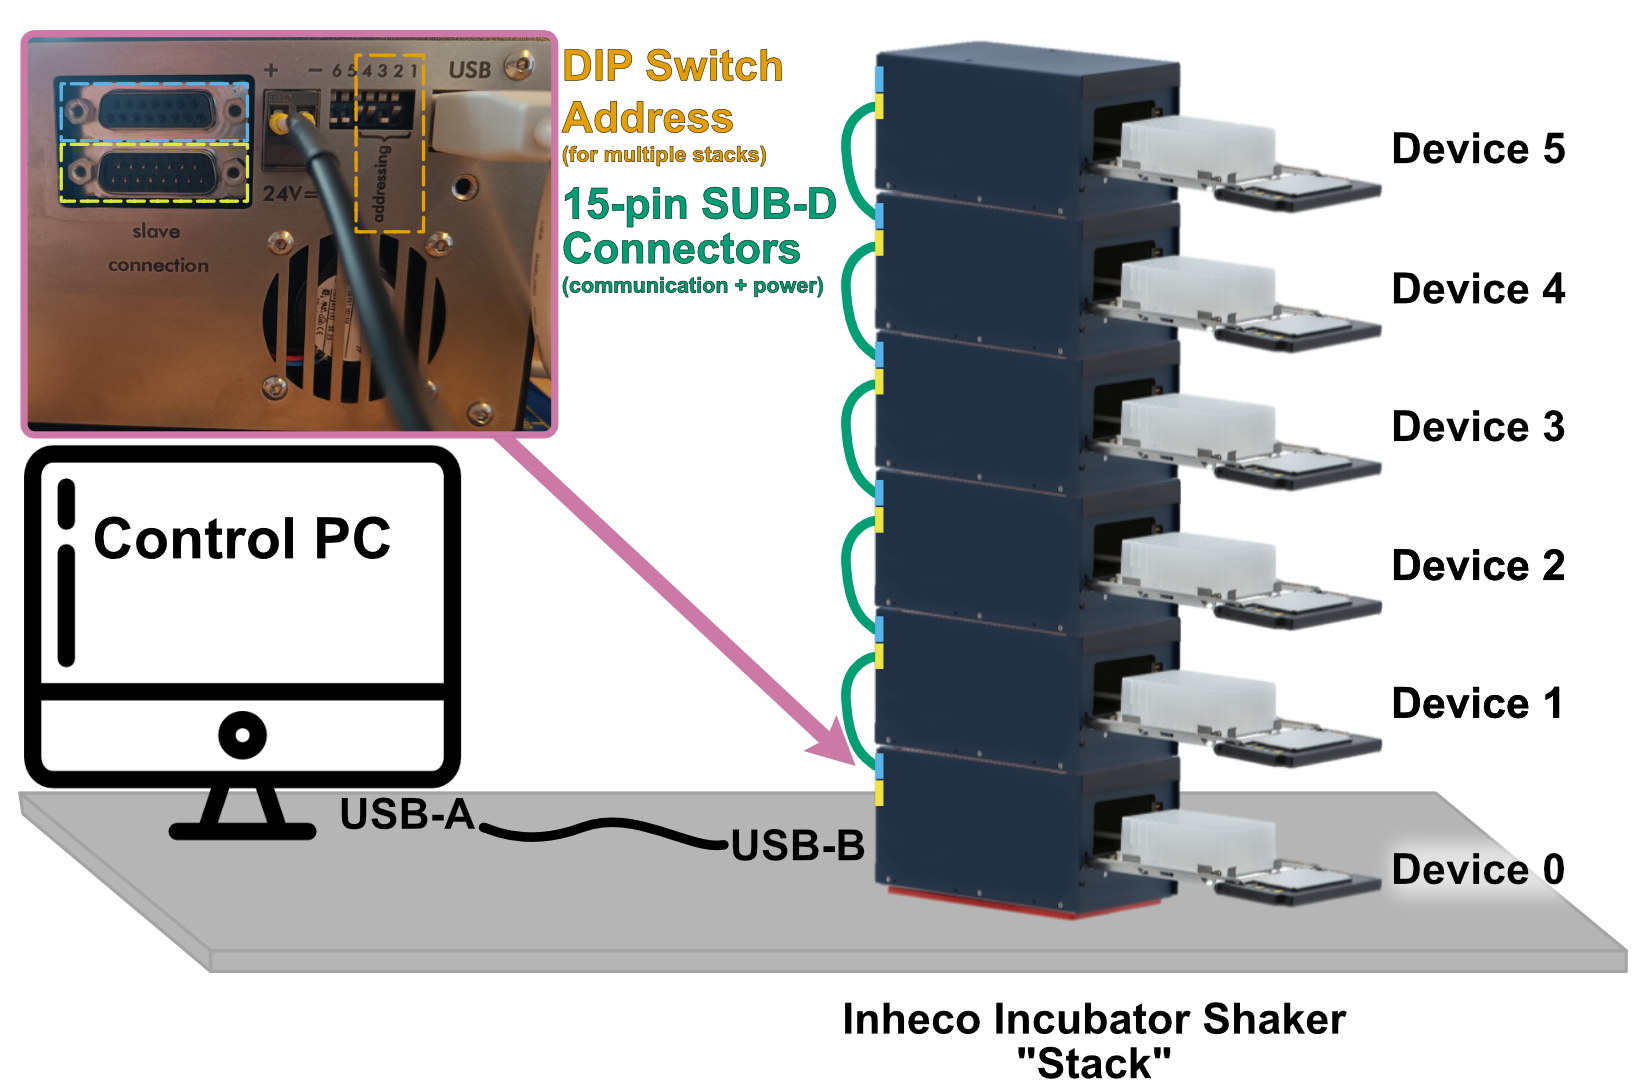 + − 6 5 4 3 2 1 USB
addressing
24V=
slave
connection
DIP Switch
Address
(for multiple stacks)
15-pin SUB-D
Connectors
(communication + power)
Control PC
USB-A
USB-B
Device 5
Device 4
Device 3
Device 2
Device 1
Device 0
Inheco Incubator Shaker
"Stack"